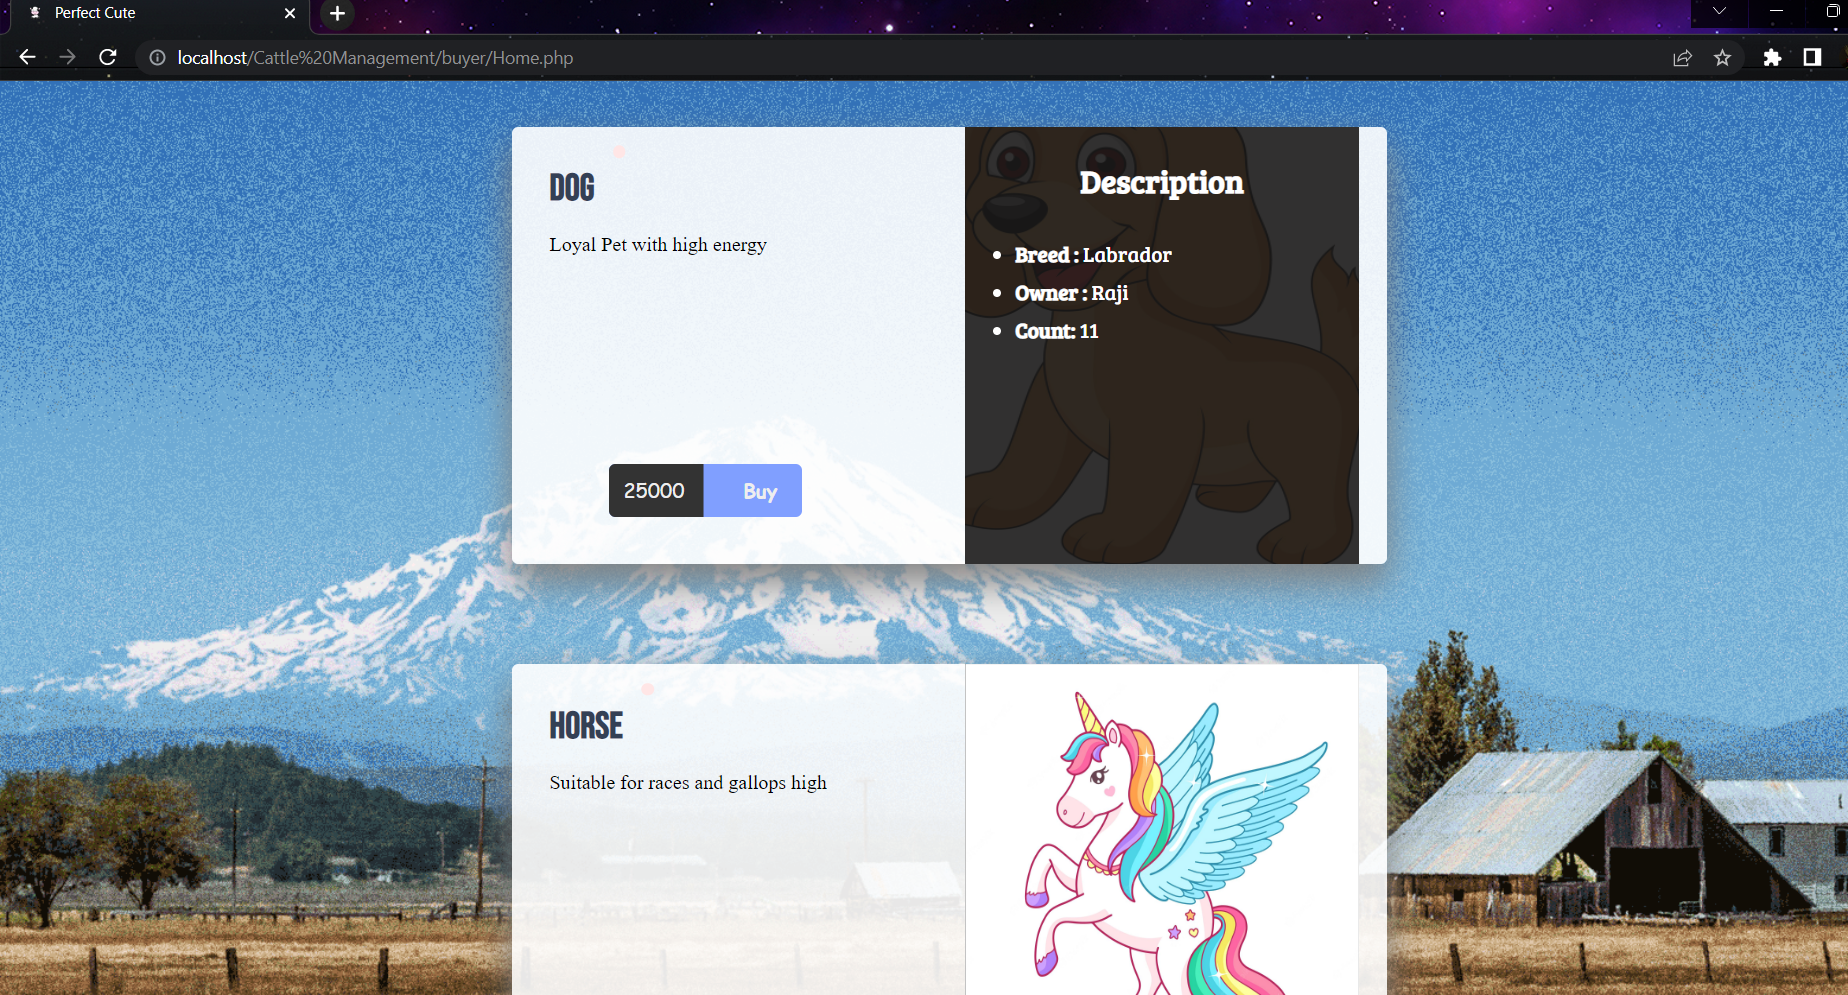 Perfect Cute
localhost/Cattle%20Management/buyer/Home.php
DOG
Loyal Pet with high energy
25000 Buy
Description
Breed : Labrador
Owner : Raji
Count: 11
HORSE
Suitable for races and gallops high